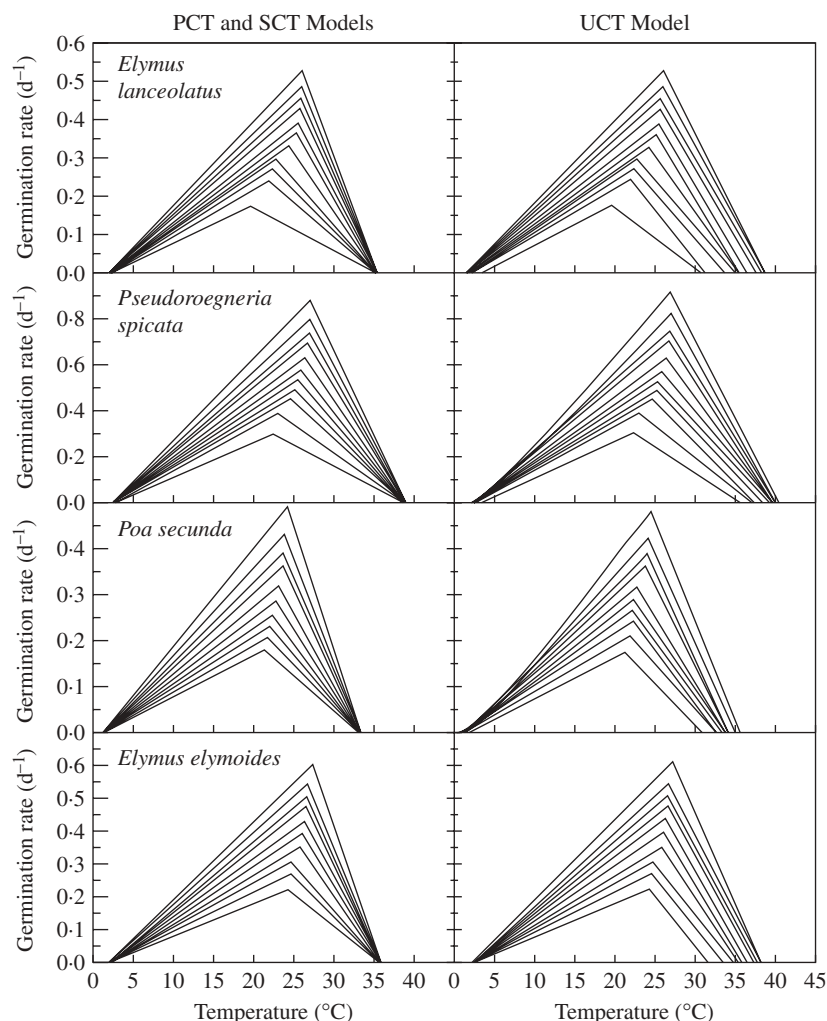 PCT and SCT Models
UCT Model
Elymus
lanceolatus
Germination rate (d⁻¹)
0·6
0·5
0·4
0·3
0·2
0·1
0·0
Pseudoroegneria
spicata
Germination rate (d⁻¹)
0·8
0·6
0·4
0·2
0·0
Poa secunda
Germination rate (d⁻¹)
0·4
0·3
0·2
0·1
0·0
Elymus elymoides
Germination rate (d⁻¹)
0·6
0·5
0·4
0·3
0·2
0·1
0·0
0 5 10 15 20 25 30 35 40 0 5 10 15 20 25 30 35 40 45
Temperature (°C)
Temperature (°C)